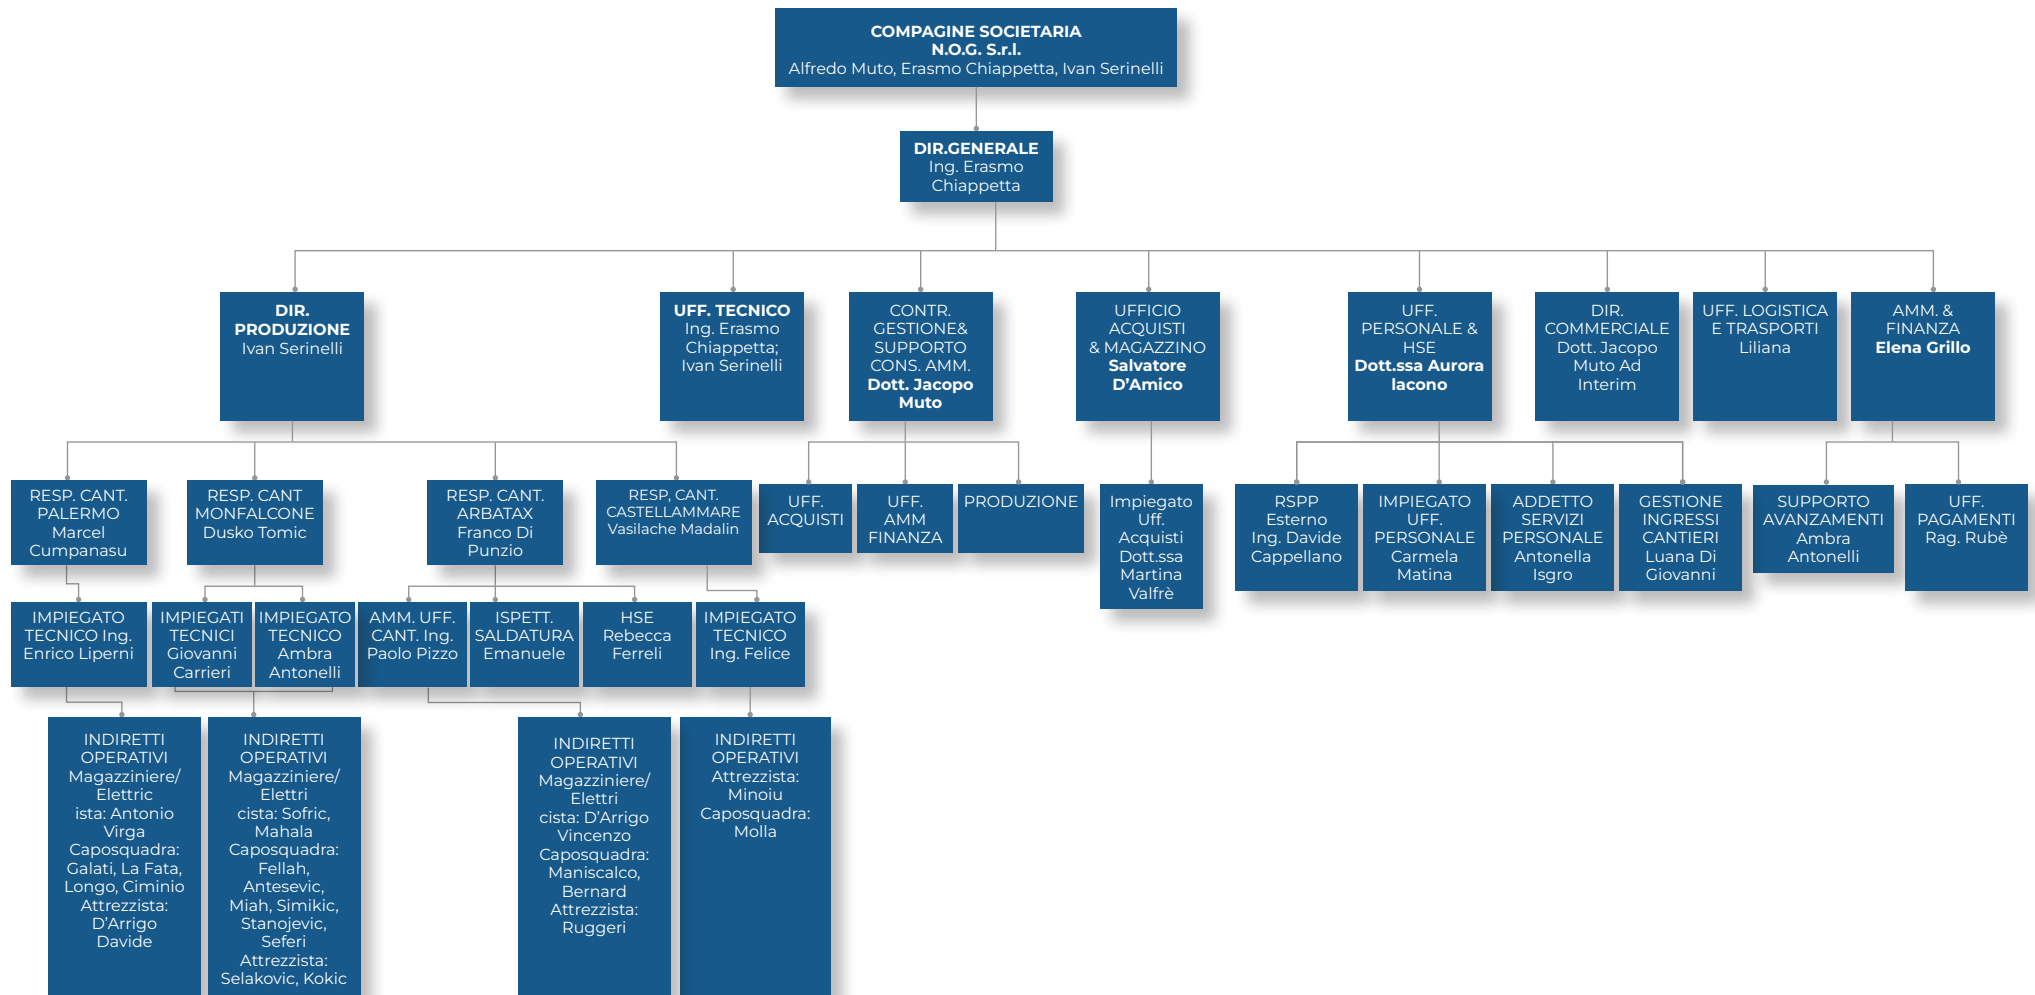 COMPAGINE SOCIETARIA
N.O.G. S.r.l.
Alfredo Muto, Erasmo Chiappetta, Ivan Serinelli
DIR.GENERALE
Ing. Erasmo
Chiappetta
DIR.
PRODUZIONE
Ivan Serinelli
UFF. TECNICO
Ing. Erasmo
Chiappetta;
Ivan Serinelli
CONTR.
GESTIONE&
SUPPORTO
CONS. AMM.
Dott. Jacopo
Muto
UFFICIO
ACQUISTI
& MAGAZZINO
Salvatore
D'Amico
UFF.
PERSONALE &
HSE
Dott.ssa Aurora
Iacono
DIR.
COMMERCIALE
Dott. Jacopo
Muto Ad
Interim
UFF. LOGISTICA
E TRASPORTI
Liliana
AMM. &
FINANZA
Elena Grillo
RESP. CANT.
PALERMO
Marcel
Cumpanasu
RESP. CANT
MONFALCONE
Dusko Tomic
RESP. CANT.
ARBATAX
Franco Di
Punzio
RESP, CANT.
CASTELLAMMARE
Vasilache Madalin
UFF.
ACQUISTI
UFF.
AMM
FINANZA
PRODUZIONE
Impiegato
Uff.
Acquisti
Dott.ssa
Martina
Valfrè
RSPP
Esterno
Ing. Davide
Cappellano
IMPIEGATO
UFF.
PERSONALE
Carmela
Matina
ADDETTO
SERVIZI
PERSONALE
Antonella
Isgro
GESTIONE
INGRESSI
CANTIERI
Luana Di
Giovanni
SUPPORTO
AVANZAMENTI
Ambra
Antonelli
UFF.
PAGAMENTI
Rag. Rubè
IMPIEGATO
TECNICO Ing.
Enrico Liperni
IMPIEGATI
TECNICI
Giovanni
Carrieri
IMPIEGATO
TECNICO
Ambra
Antonelli
AMM. UFF.
CANT. Ing.
Paolo Pizzo
ISPETT.
SALDATURA
Emanuele
HSE
Rebecca
Ferreli
IMPIEGATO
TECNICO
Ing. Felice
INDIRETTI
OPERATIVI
Magazziniere/
Elettric
ista: Antonio
Virga
Caposquadra:
Galati, La Fata,
Longo, Ciminio
Attrezzista:
D'Arrigo
Davide
INDIRETTI
OPERATIVI
Magazziniere/
Elettri
cista: Sofric,
Mahala
Caposquadra:
Fellah,
Antesevic,
Miah, Simikic,
Stanojevic,
Seferi
Attrezzista:
Selakovic, Kokic
INDIRETTI
OPERATIVI
Magazziniere/
Elettri
cista: D'Arrigo
Vincenzo
Caposquadra:
Maniscalco,
Bernard
Attrezzista:
Ruggeri
INDIRETTI
OPERATIVI
Attrezzista:
Minoiu
Caposquadra:
Molla